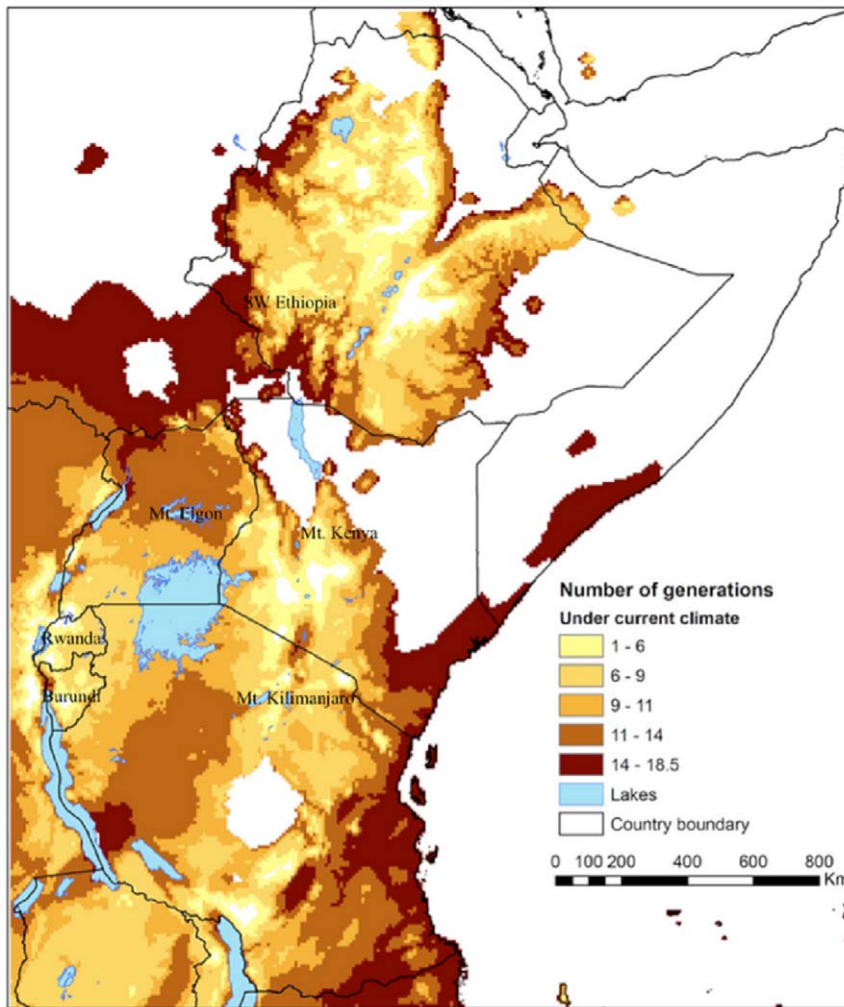 SW Ethiopia
Mt. Elgon
Mt. Kenya
Rwanda
Burundi
Mt. Kilimanjaro
Number of generations
Under current climate
1 - 6
6 - 9
9 - 11
11 - 14
14 - 18.5
Lakes
Country boundary
0 100 200 400 600 800
Km